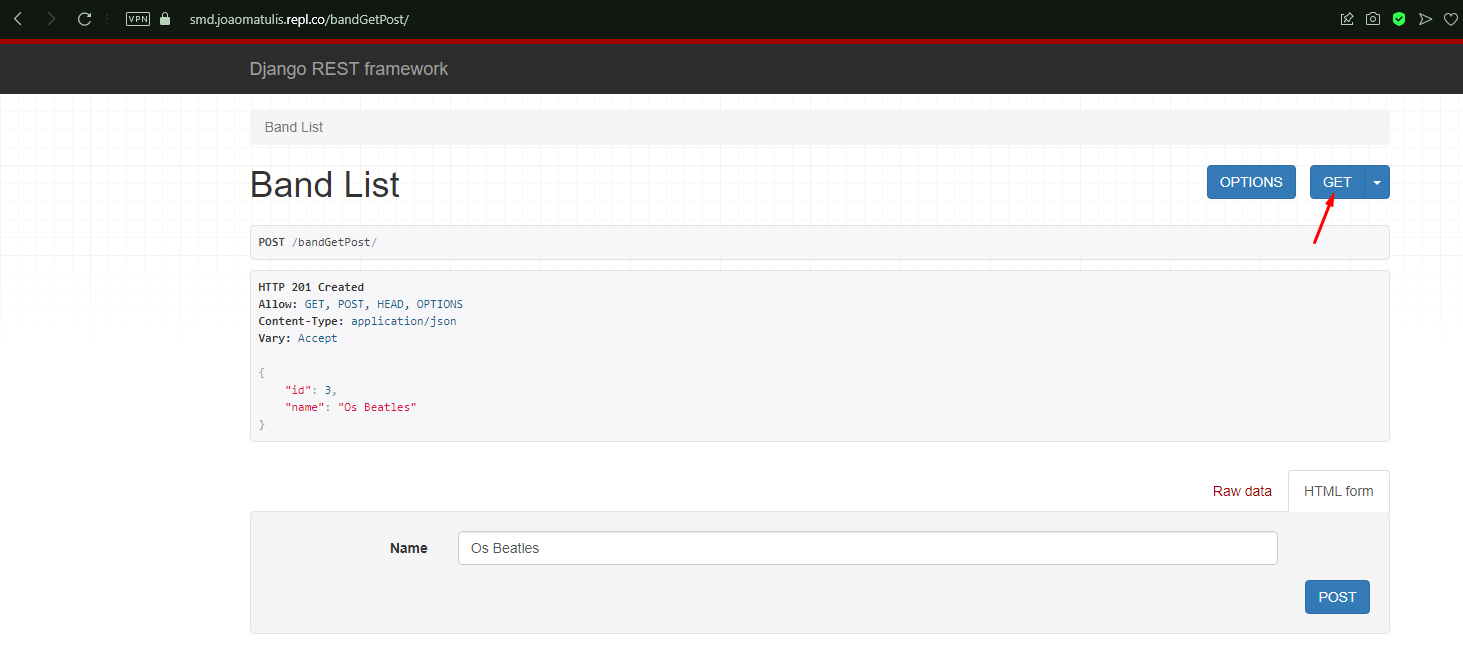 VPN smd.joaomatulis.repl.co/bandGetPost/
Django REST framework
Band List
Band List
OPTIONS GET
POST /bandGetPost/
HTTP 201 Created
Allow: GET, POST, HEAD, OPTIONS
Content-Type: application/json
Vary: Accept
{
"id": 3,
"name": "Os Beatles"
}
Raw data HTML form
Name Os Beatles
POST